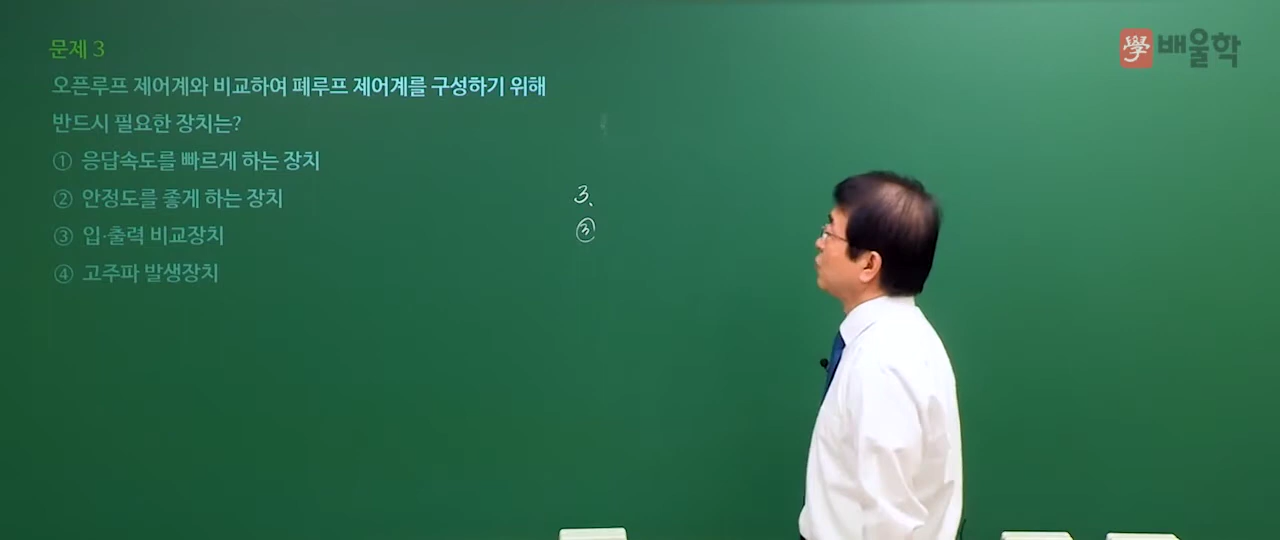 문제 3
오픈루프 제어계와 비교하여 폐루프 제어계를 구성하기 위해
반드시 필요한 장치는?
① 응답속도를 빠르게 하는 장치
② 안정도를 좋게 하는 장치
③ 입·출력 비교장치
④ 고주파 발생장치
3.
③
學 배울학